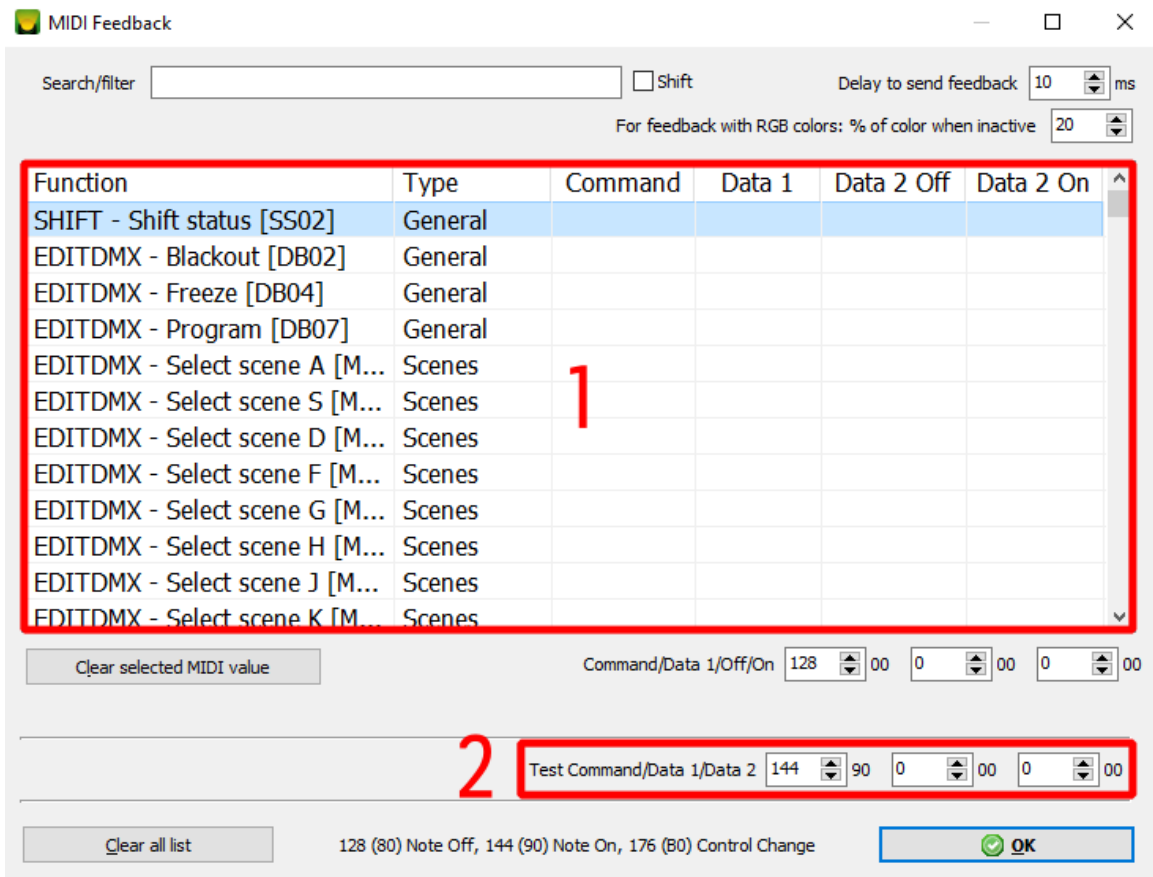 MIDI Feedback
Search/filter Shift Delay to send feedback 10 ms
For feedback with RGB colors: % of color when inactive 20
Function Type Command Data 1 Data 2 Off Data 2 On
SHIFT - Shift status [SS02] General
EDITDMX - Blackout [DB02] General
EDITDMX - Freeze [DB04] General
EDITDMX - Program [DB07] General
EDITDMX - Select scene A [M... Scenes
EDITDMX - Select scene S [M... Scenes
1
EDITDMX - Select scene D [M... Scenes
EDITDMX - Select scene F [M... Scenes
EDITDMX - Select scene G [M... Scenes
EDITDMX - Select scene H [M... Scenes
EDITDMX - Select scene J [M... Scenes
EDITDMX - Select scene K [M... Scenes
Clear selected MIDI value Command/Data 1/Off/On 128 00 0 00 0 00
2 Test Command/Data 1/Data 2 144 90 0 00 0 00
Clear all list 128 (80) Note Off, 144 (90) Note On, 176 (B0) Control Change OK